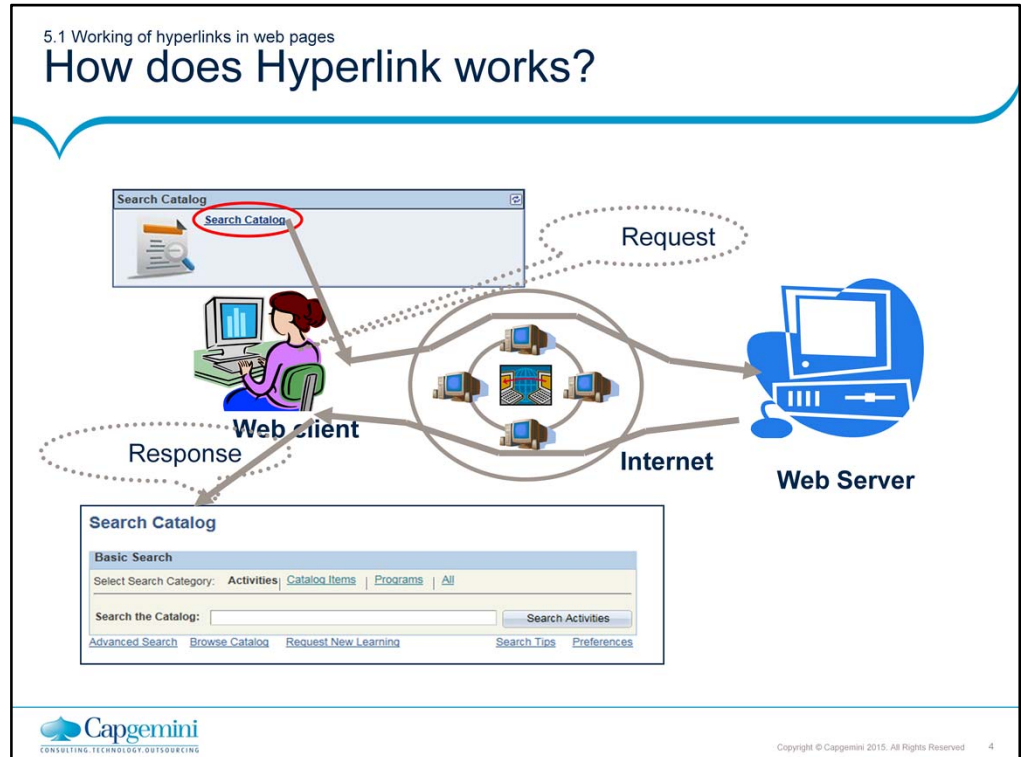 5.1 Working of hyperlinks in web pages
How does Hyperlink works?
Search Catalog
Search Catalog
Request
Web client
Response
Internet
Web Server
Search Catalog
Basic Search
Select Search Category: Activities| Catalog Items | Programs | All
Search the Catalog: Search Activities
Advanced Search Browse Catalog Request New Learning Search Tips Preferences
Capgemini
CONSULTING.TECHNOLOGY.OUTSOURCING
Copyright © Capgemini 2015. All Rights Reserved 4